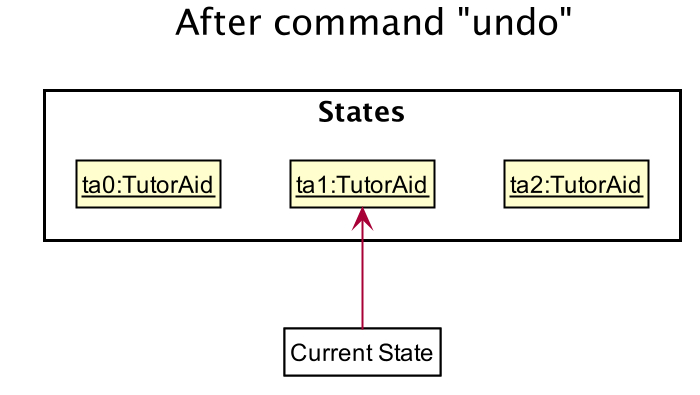 After command "undo"
States
ta0:TutorAid
ta1:TutorAid
ta2:TutorAid
Current State